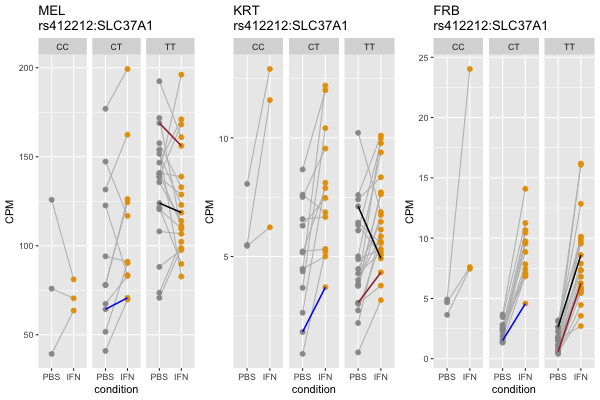 MEL
rs412212:SLC37A1
CC
CT
TT
200
150
100
50
CPM
PBS IFN
PBS IFN
PBS IFN
condition
KRT
rs412212:SLC37A1
CC
CT
TT
10
5
CPM
PBS IFN
PBS IFN
PBS IFN
condition
FRB
rs412212:SLC37A1
CC
CT
TT
25
20
15
10
5
0
CPM
PBS IFN
PBS IFN
PBS IFN
condition